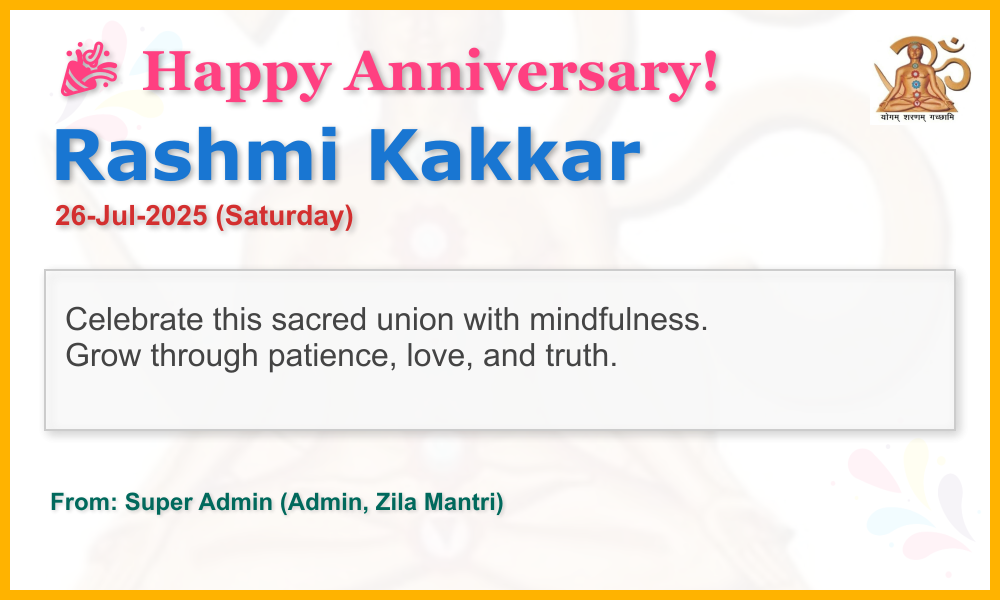 Happy Anniversary!
योगम् शरणम् गच्छामि
Rashmi Kakkar
26-Jul-2025 (Saturday)
Celebrate this sacred union with mindfulness.
Grow through patience, love, and truth.
From: Super Admin (Admin, Zila Mantri)